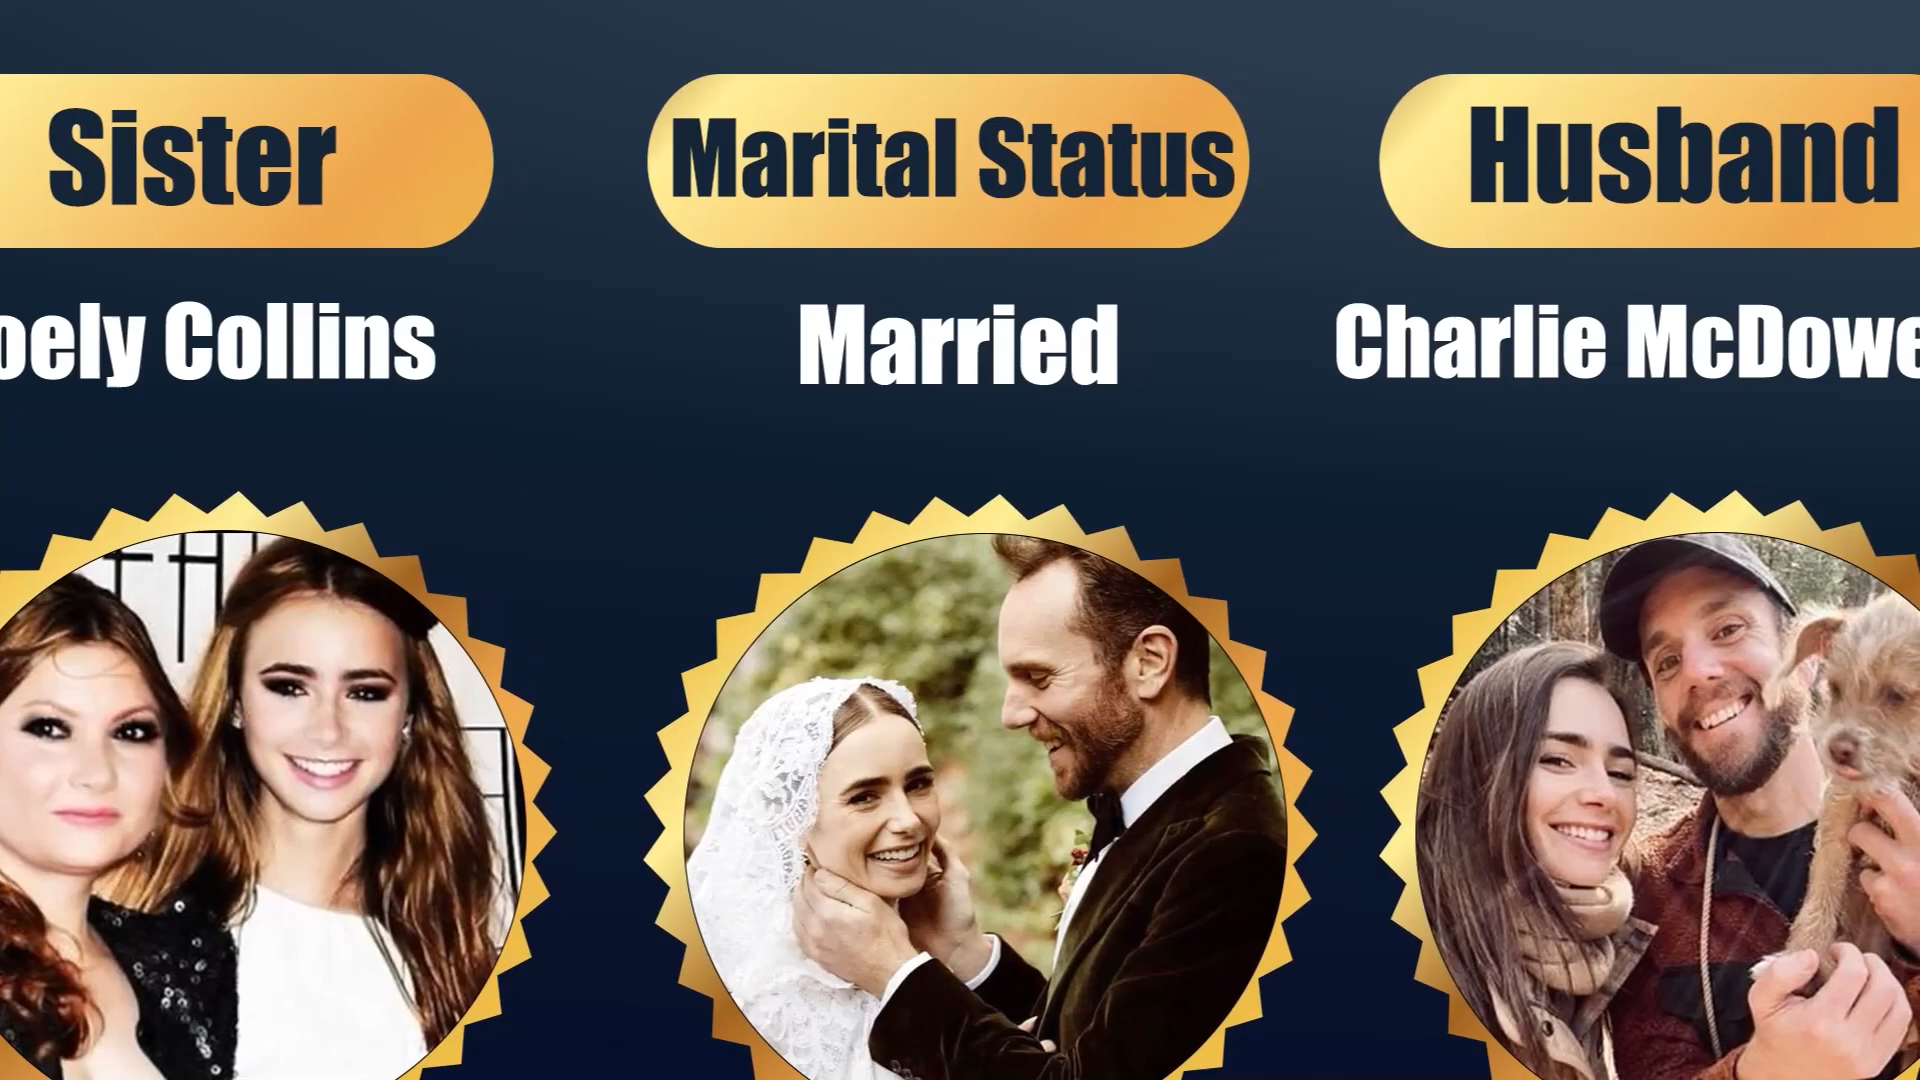 Sister
Marital Status
Husband
Collins
Married
Charlie